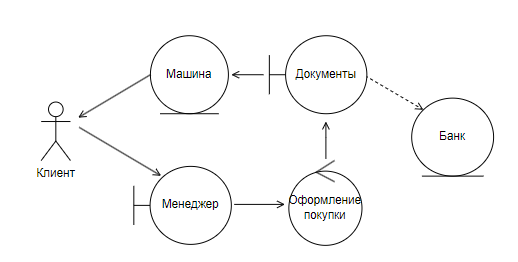 Машина
Документы
Банк
Клиент
Менеджер
Оформление
покупки